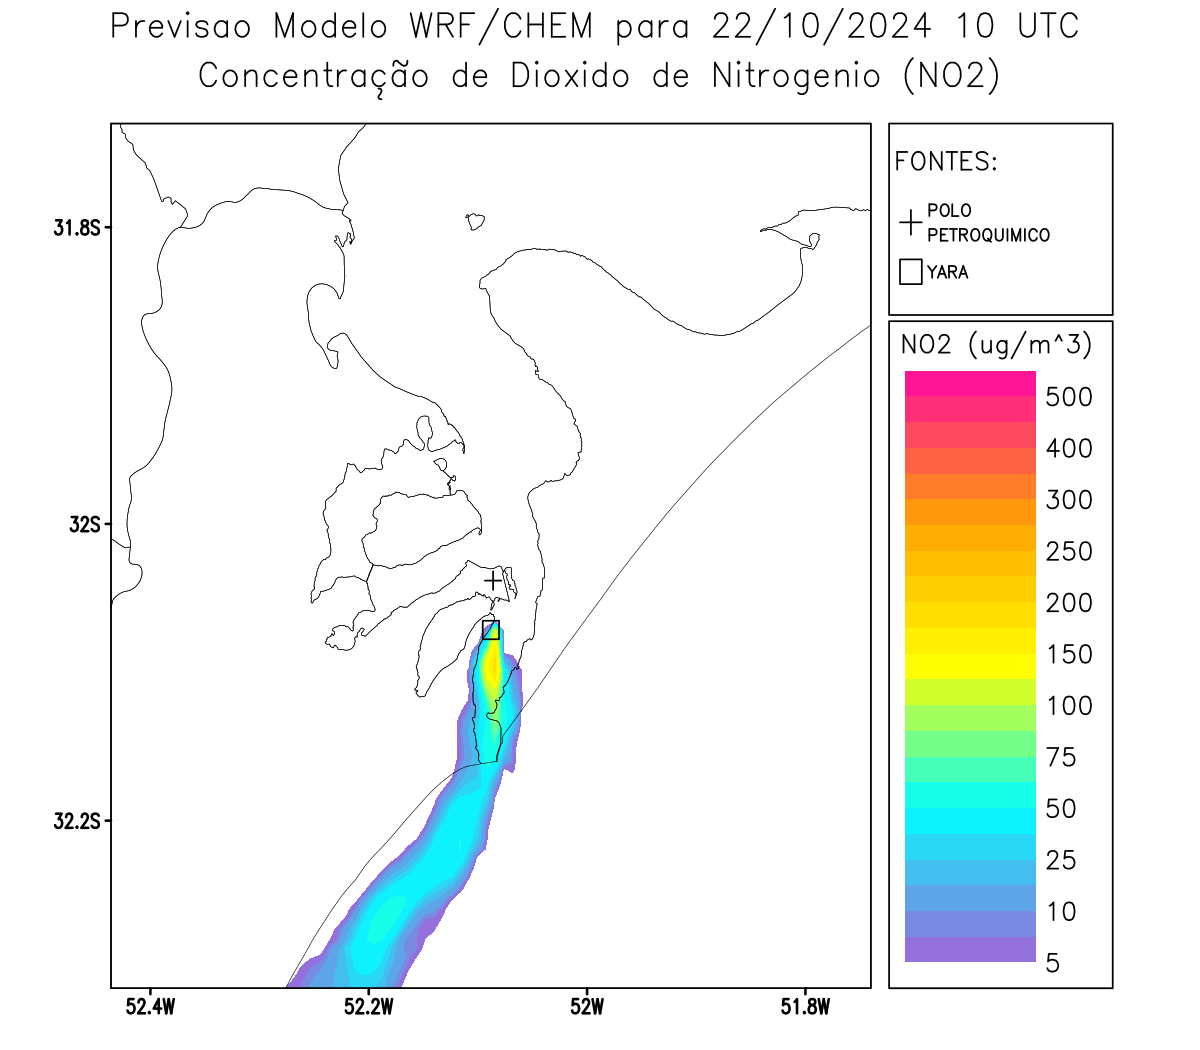 Previsao Modelo WRF/CHEM para 22/10/2024 10 UTC
Concentração de Dioxido de Nitrogenio (NO2)
FONTES:
POLO
PETROQUIMICO
YARA
NO2 (ug/m^3)
500
400
300
250
200
150
100
75
50
25
10
5
31.8S
32S
32.2S
52.4W 52.2W 52W 51.8W